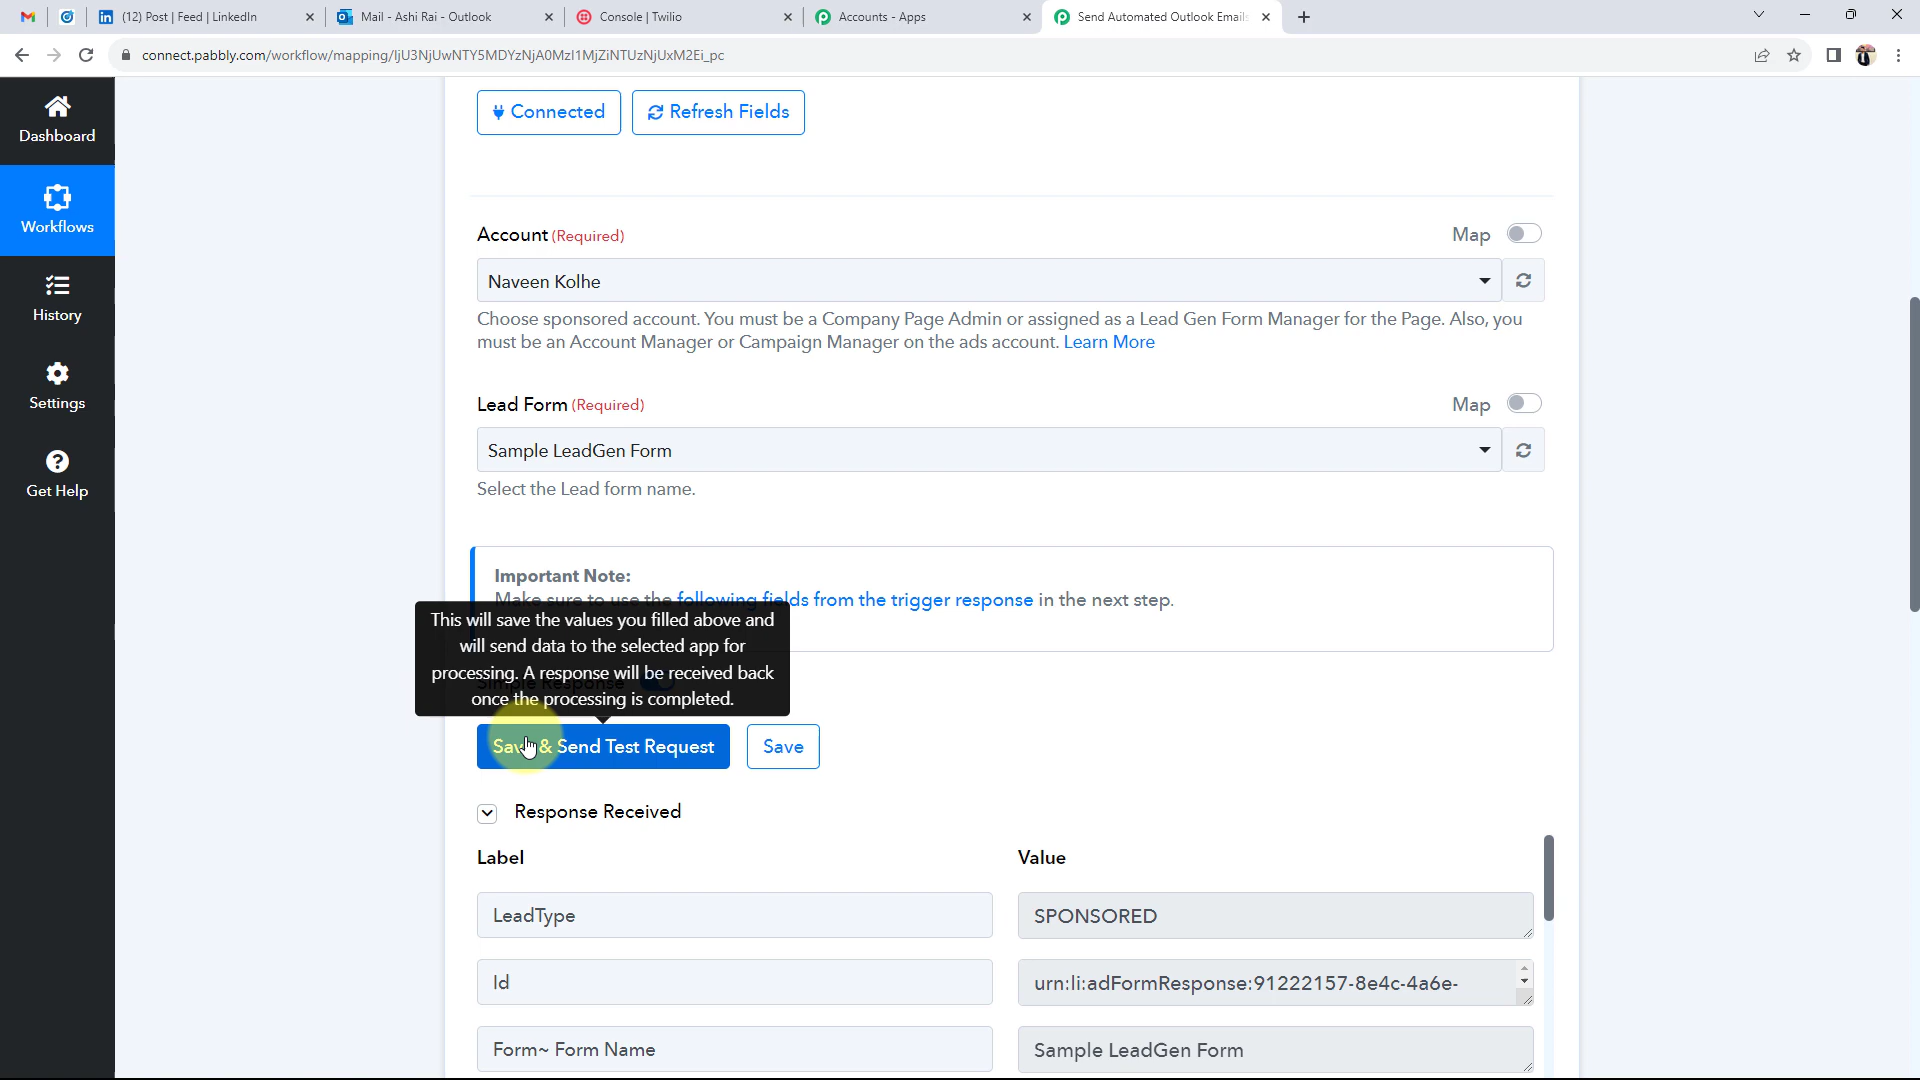 (12) Post | Feed | LinkedIn
Mail - Ashi Rai - Outlook
Console | Twilio
Accounts - Apps
Send Automated Outlook Emails
connect.pabbly.com/workflow/mapping/
Dashboard
Workflows
History
Settings
Get Help
Connected
Refresh Fields
Account (Required)
Map
Naveen Kolhe
Choose sponsored account. You must be a Company Page Admin or assigned as a Lead Gen Form Manager for the Page. Also, you
must be an Account Manager or Campaign Manager on the ads account. Learn More
Lead Form (Required)
Map
Sample LeadGen Form
Select the Lead form name.
Important Note:
Make sure to use the following fields from the trigger response in the next step.
This will save the values you filled above and
will send data to the selected app for
processing. A response will be received back
once the processing is completed.
Simple Response
Save & Send Test Request
Save
Response Received
Label
Value
LeadType
SPONSORED
Id
urn:li:adFormResponse:91222157-8e4c-4a6e-
Form~ Form Name
Sample LeadGen Form